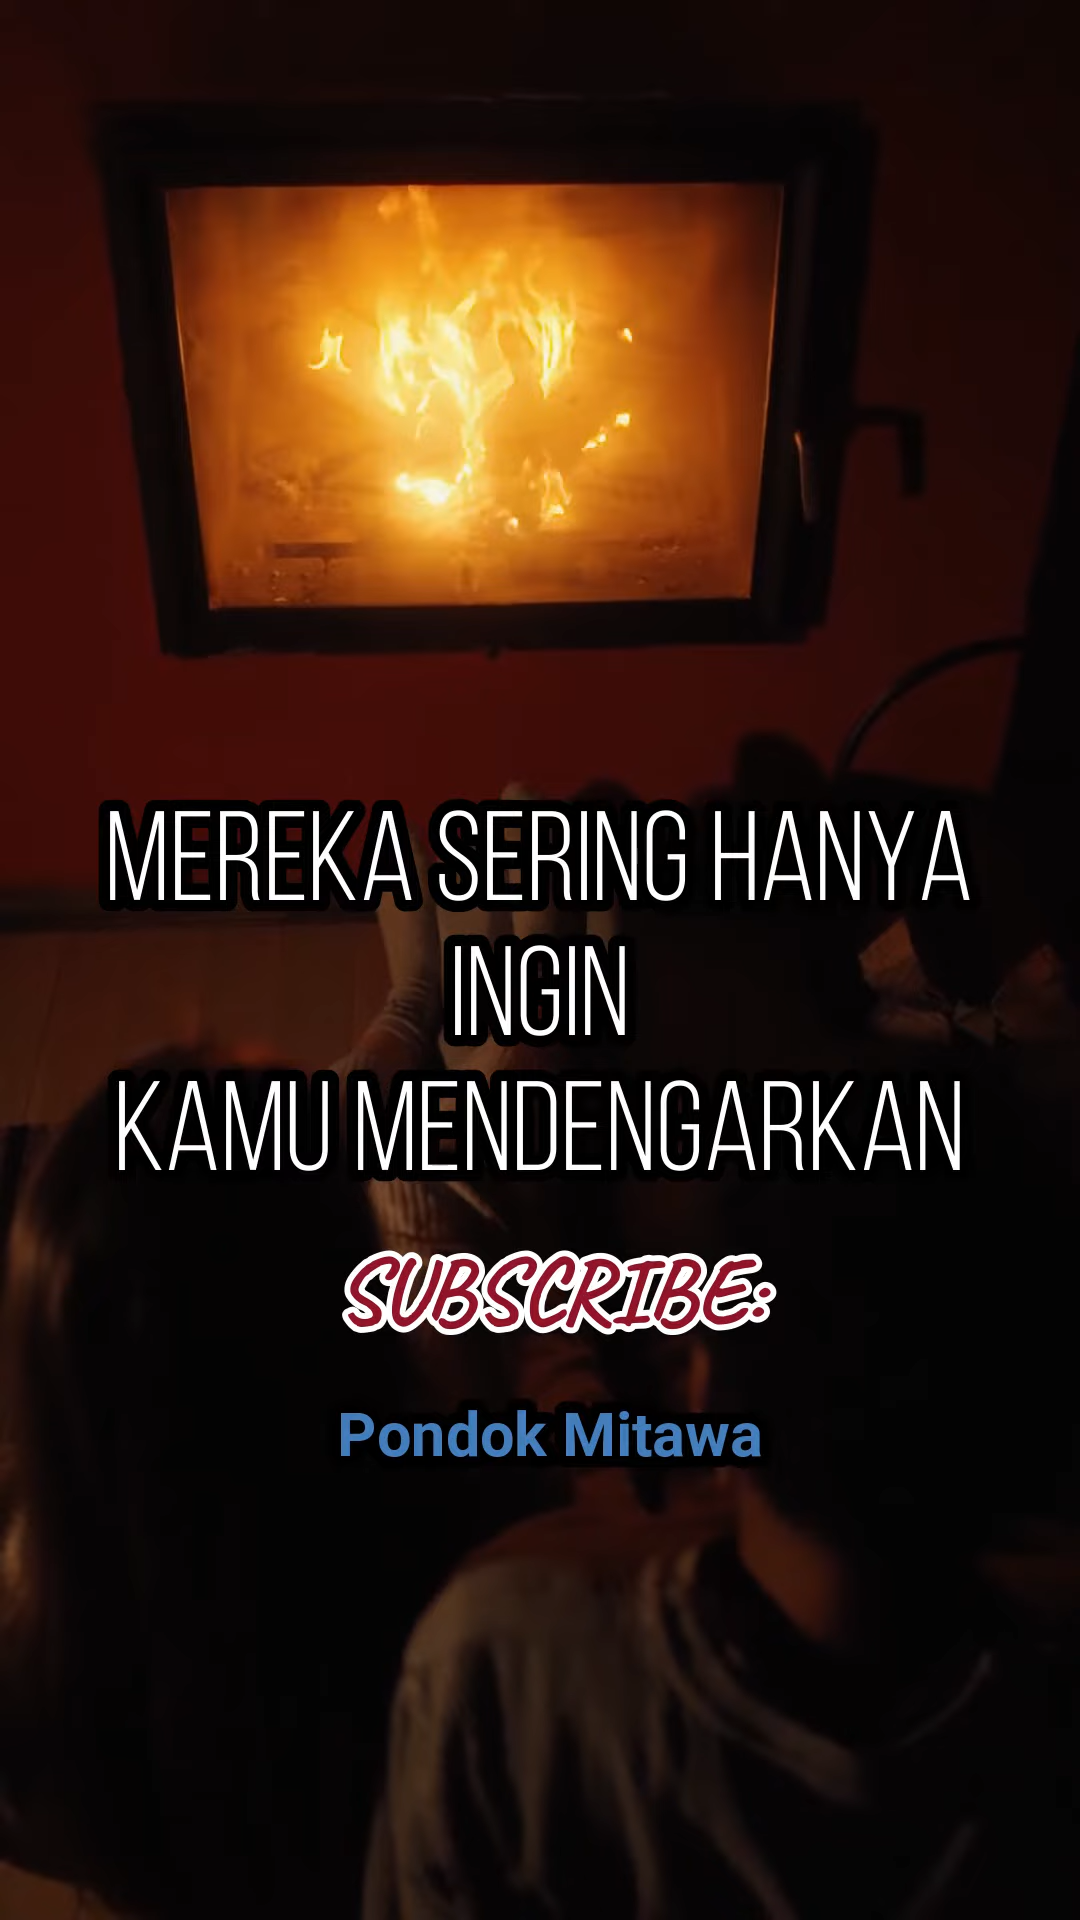 MEREKA SERING HANYA
INGIN
KAMU MENDENGARKAN
SUBSCRIBE:
Pondok Mitawa